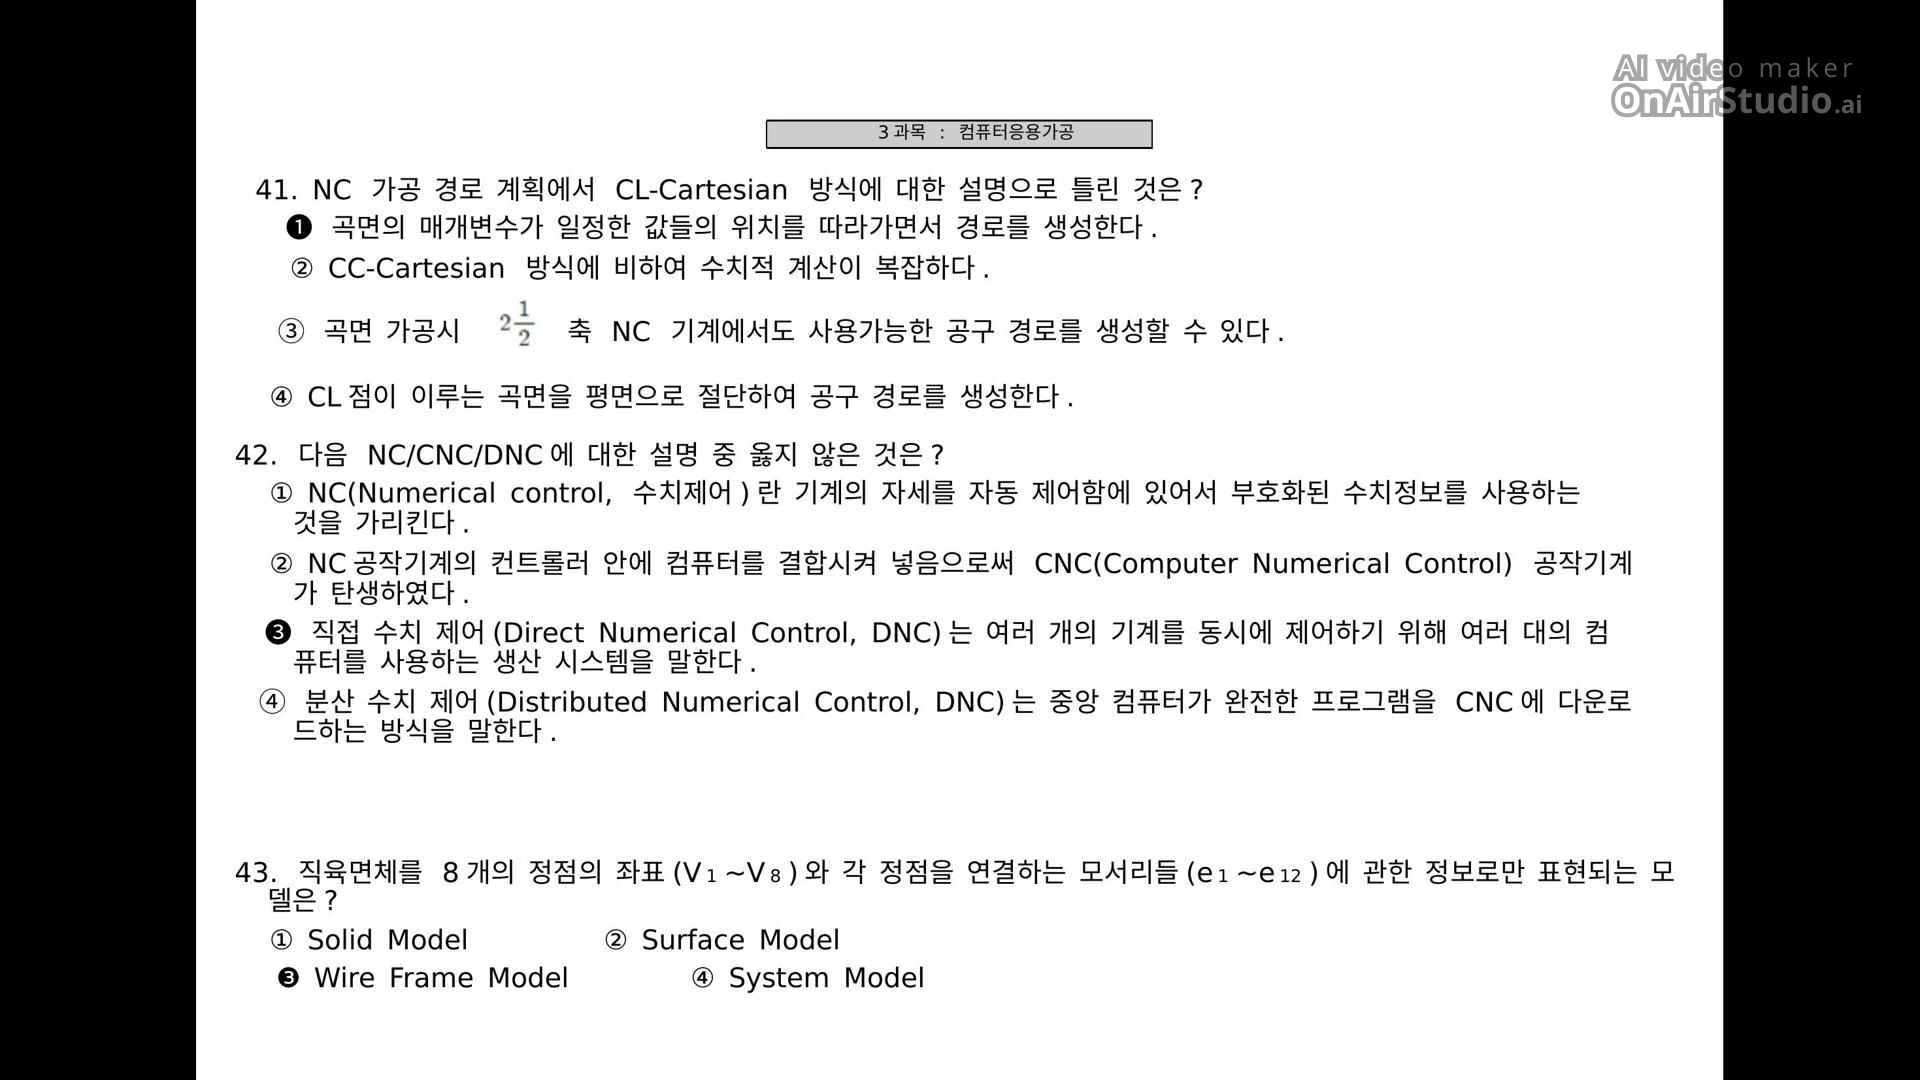 AI video maker
OnAirStudio.ai
3과목 : 컴퓨터응용가공
41. NC 가공 경로 계획에서 CL-Cartesian 방식에 대한 설명으로 틀린 것은?
❶ 곡면의 매개변수가 일정한 값들의 위치를 따라가면서 경로를 생성한다.
② CC-Cartesian 방식에 비하여 수치적 계산이 복잡하다.
③ 곡면 가공시 2 1/2 축 NC 기계에서도 사용가능한 공구 경로를 생성할 수 있다.
④ CL점이 이루는 곡면을 평면으로 절단하여 공구 경로를 생성한다.
42. 다음 NC/CNC/DNC에 대한 설명 중 옳지 않은 것은?
① NC(Numerical control, 수치제어)란 기계의 자세를 자동 제어함에 있어서 부호화된 수치정보를 사용하는
것을 가리킨다.
② NC공작기계의 컨트롤러 안에 컴퓨터를 결합시켜 넣음으로써 CNC(Computer Numerical Control) 공작기계
가 탄생하였다.
❸ 직접 수치 제어(Direct Numerical Control, DNC)는 여러 개의 기계를 동시에 제어하기 위해 여러 대의 컴
퓨터를 사용하는 생산 시스템을 말한다.
④ 분산 수치 제어(Distributed Numerical Control, DNC)는 중앙 컴퓨터가 완전한 프로그램을 CNC에 다운로
드하는 방식을 말한다.
43. 직육면체를 8개의 정점의 좌표(V1~V8)와 각 정점을 연결하는 모서리들(e1~e12)에 관한 정보로만 표현되는 모
델은?
① Solid Model ② Surface Model
❸ Wire Frame Model ④ System Model